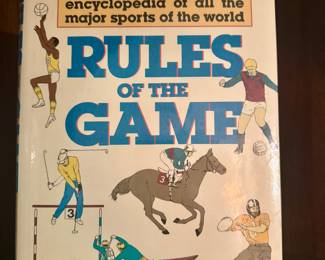 encyclopedia of all the
major sports of the world
RULES
OF THE
GAME
3
3